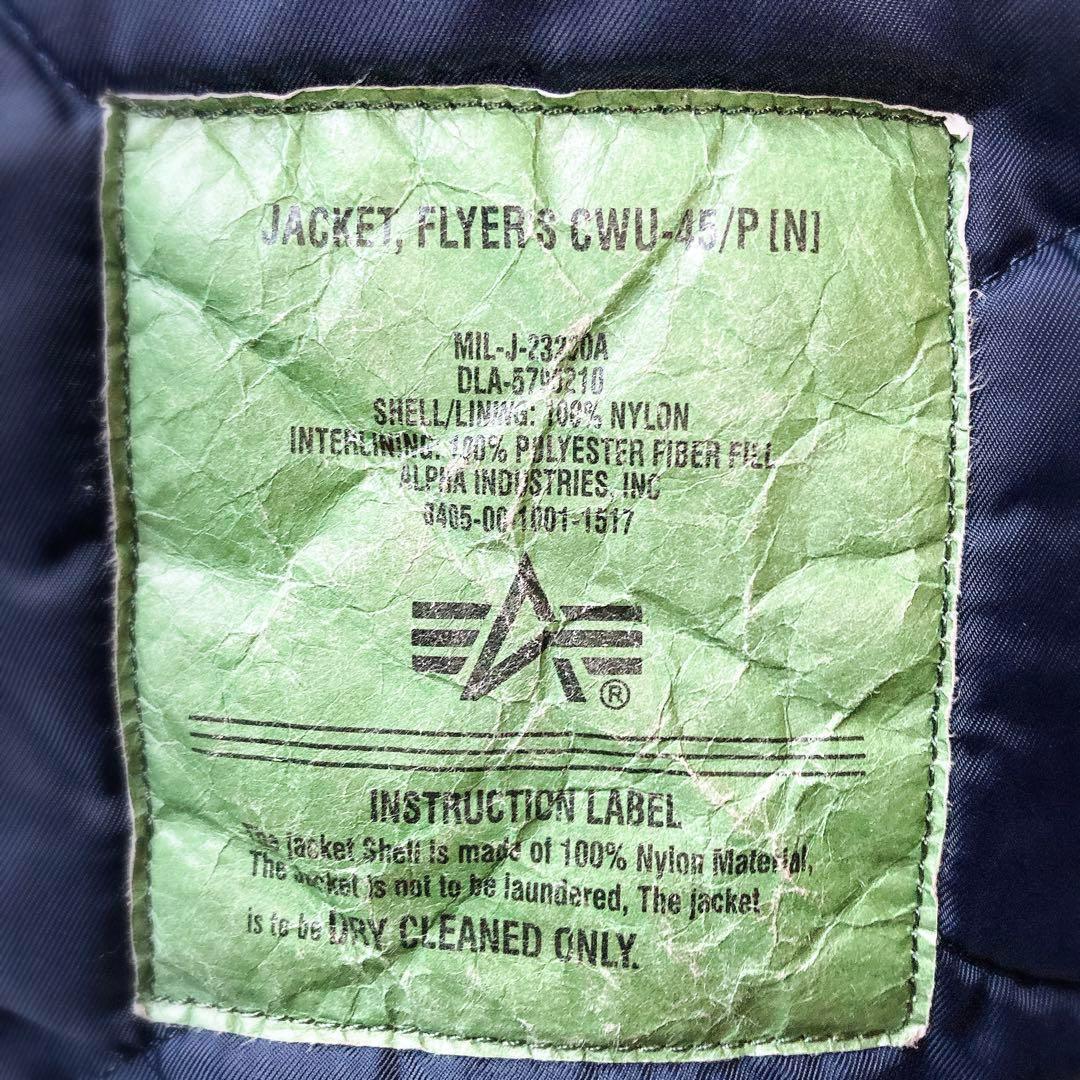 JACKET, FLYER'S CWU-45/P [N]
DLA-
SHELL/LINING: 100% NYLON
INTERLINING: 100% POLYESTER FIBER FILL
ALPHA INDUSTRIES, INC
®
INSTRUCTION LABEL
The jacket Shell is made of 100% Nylon Material,
The jacket is not to be laundered, The jacket
is to be DRY CLEANED ONLY.